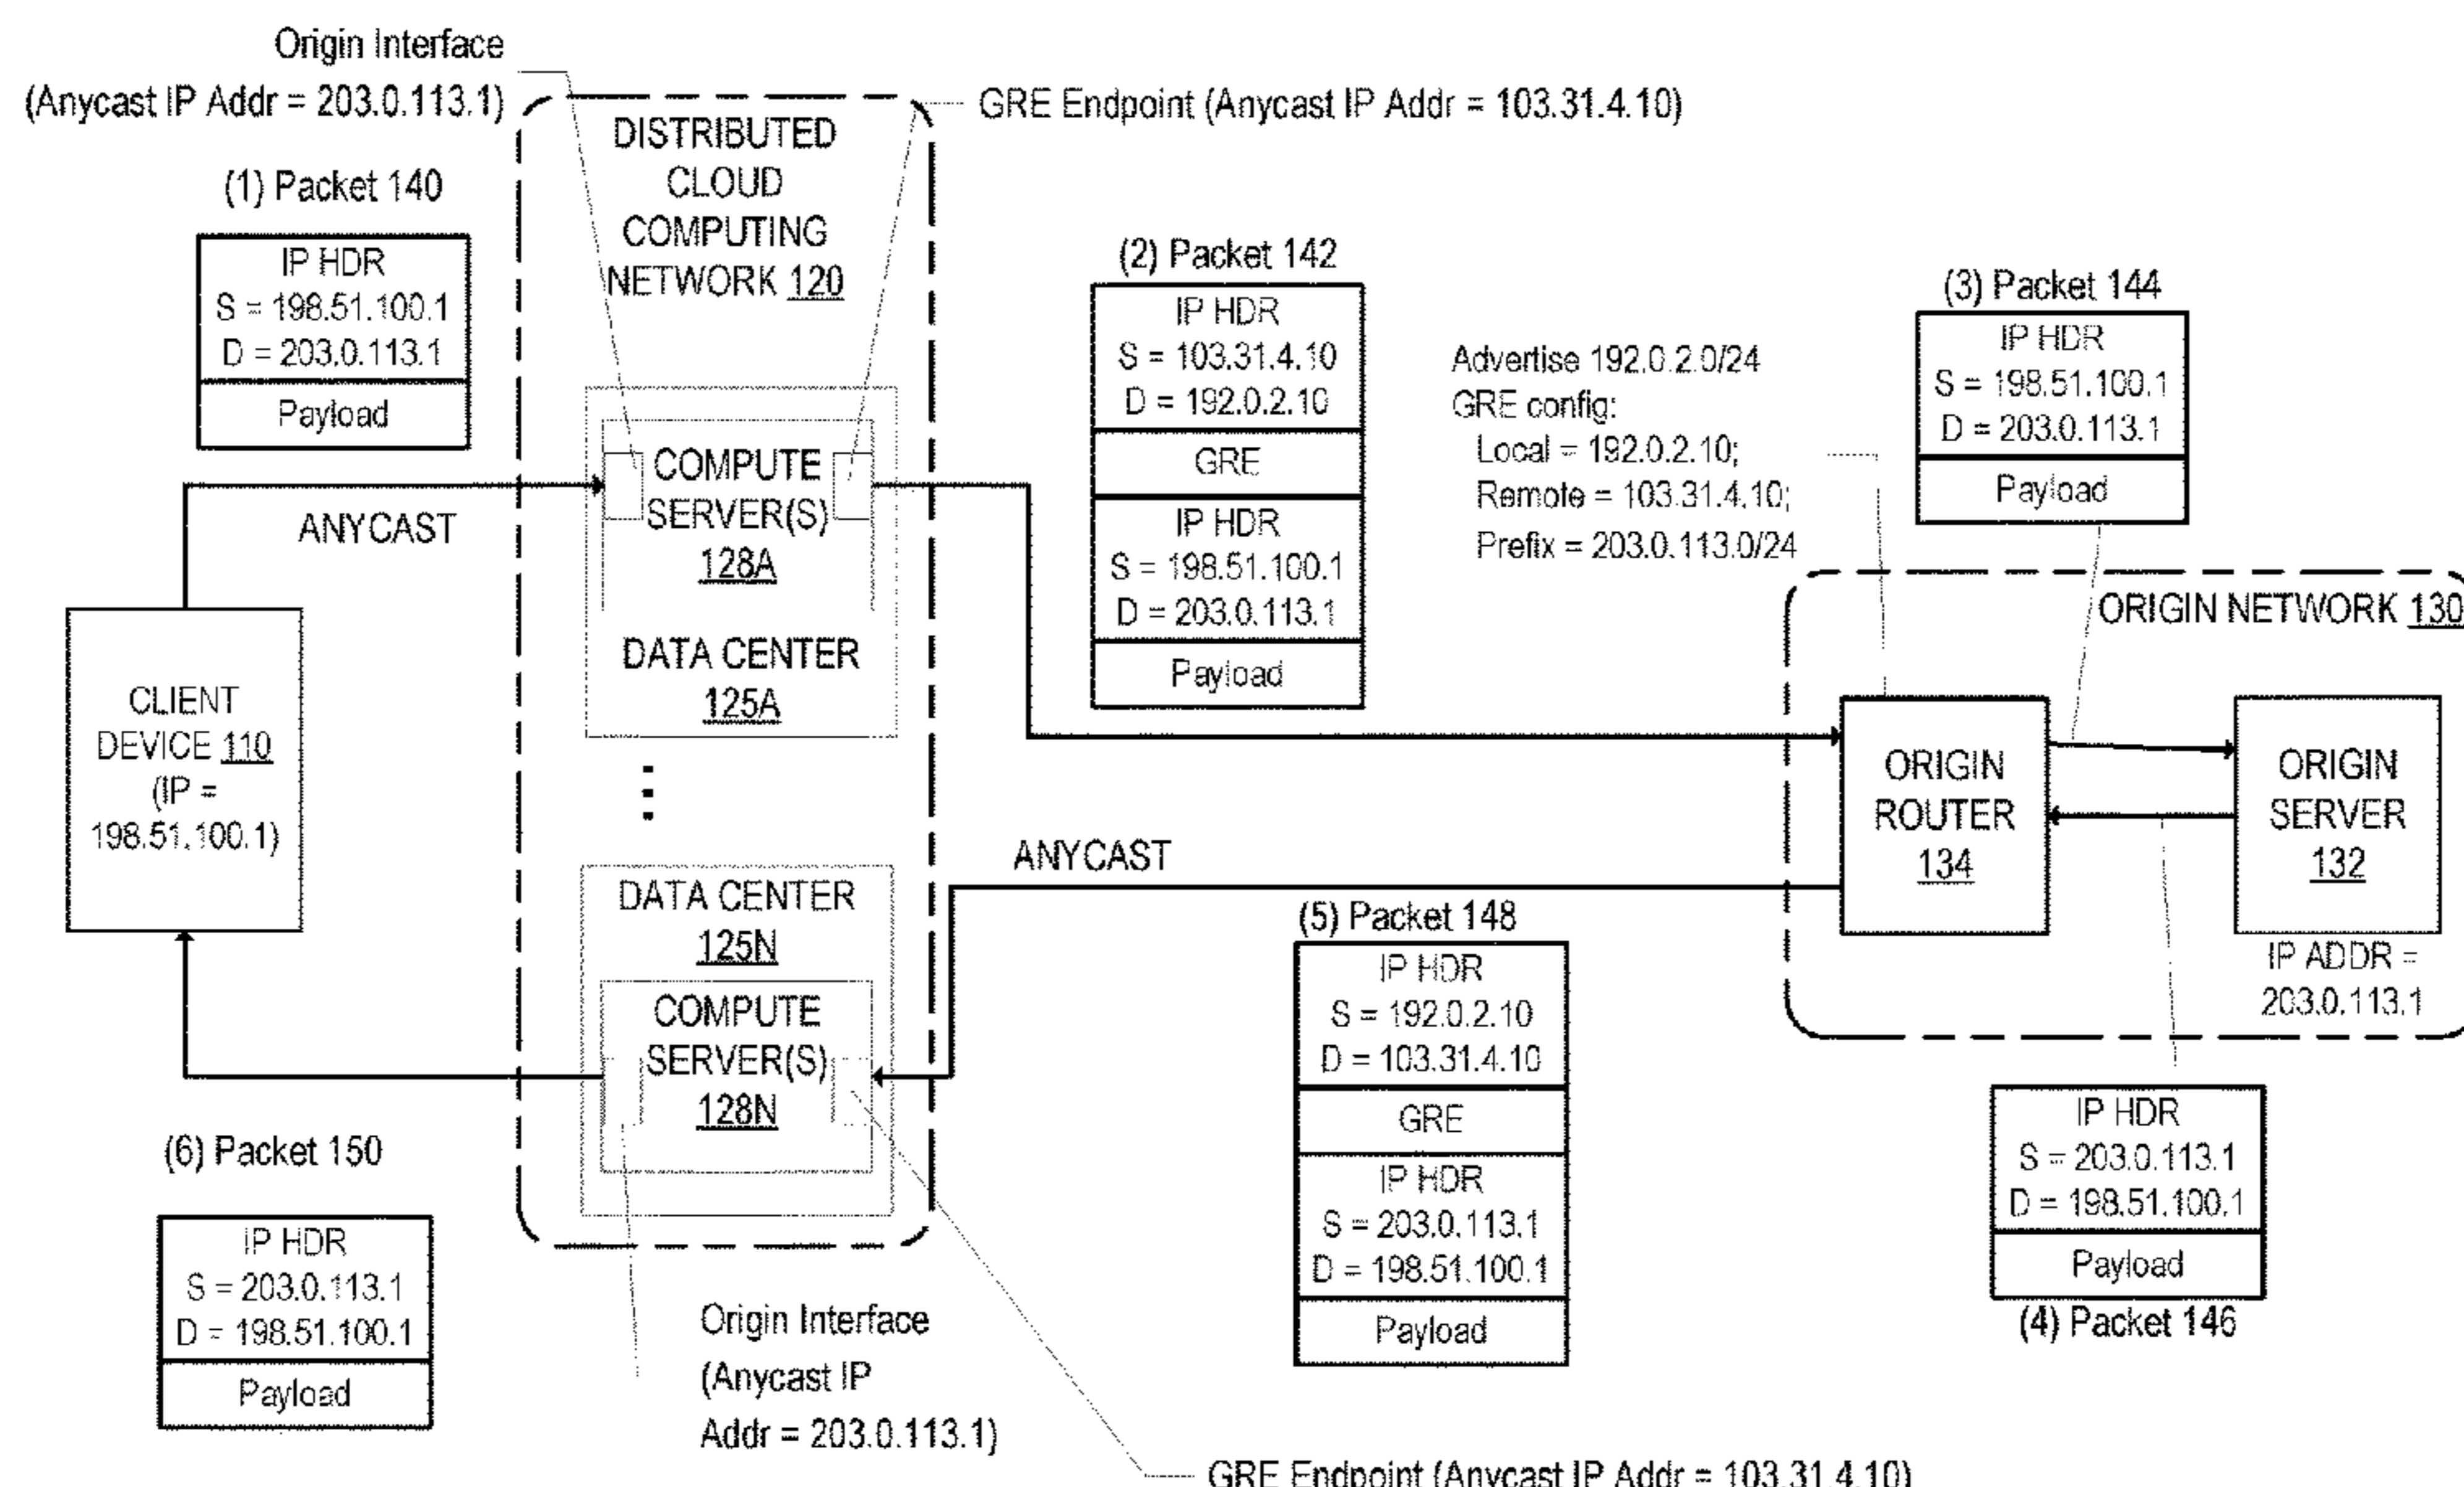 Origin Interface
(Anycast IP Addr = 203.0.113.1)
GRE Endpoint (Anycast IP Addr = 103.31.4.10)
DISTRIBUTED
CLOUD
COMPUTING
NETWORK 120
(1) Packet 140
IP HDR
S = 198.51.100.1
D = 203.0.113.1
Payload
ANYCAST
COMPUTE
SERVER(S)
128A
DATA CENTER
125A
(2) Packet 142
IP HDR
S = 103.31.4.10
D = 192.0.2.10
GRE
IP HDR
S = 198.51.100.1
D = 203.0.113.1
Payload
Advertise 192.0.2.0/24
GRE config:
Local = 192.0.2.10;
Remote = 103.31.4.10;
Prefix = 203.0.113.0/24
(3) Packet 144
IP HDR
S = 198.51.100.1
D = 203.0.113.1
Payload
ORIGIN NETWORK 130
CLIENT
DEVICE 110
(IP =
198.51.100.1)
ORIGIN
ROUTER
134
ORIGIN
SERVER
132
IP ADDR =
203.0.113.1
ANYCAST
DATA CENTER
125N
COMPUTE
SERVER(S)
128N
(5) Packet 148
IP HDR
S = 192.0.2.10
D = 103.31.4.10
GRE
IP HDR
S = 203.0.113.1
D = 198.51.100.1
Payload
IP HDR
S = 203.0.113.1
D = 198.51.100.1
Payload
(4) Packet 146
(6) Packet 150
IP HDR
S = 203.0.113.1
D = 198.51.100.1
Payload
Origin Interface
(Anycast IP
Addr = 203.0.113.1)
GRE Endpoint (Anycast IP Addr = 103.31.4.10)